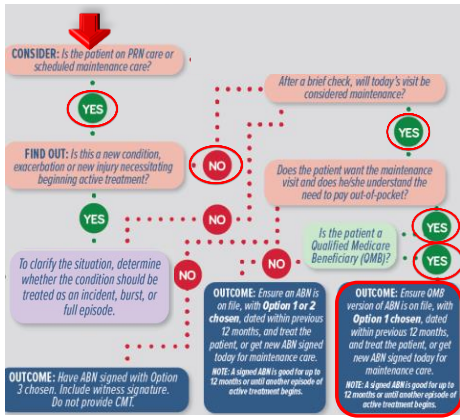 CONSIDER: Is the patient on PRN care or
scheduled maintenance care?
YES
FIND OUT: Is this a new condition,
exacerbation or new injury necessitating
beginning active treatment?
NO
YES
NO
To clarify the situation, determine
whether the condition should be
treated as an incident, burst, or
full episode.
NO
OUTCOME: Have ABN signed with Option
3 chosen. Include witness signature.
Do not provide CMT.
After a brief check, will today's visit be
considered maintenance?
YES
Does the patient want the maintenance
visit and does he/she understand the
need to pay out-of-pocket?
YES
Is the patient a
Qualified Medicare
Beneficiary (QMB)?
YES
NO
OUTCOME: Ensure an ABN is
on file, with Option 1 or 2
chosen, dated within previous
12 months, and treat the
patient, or get new ABN signed
today for maintenance care.
NOTE: A signed ABN is good for up to
12 months or until another episode of
active treatment begins.
OUTCOME: Ensure QMB
version of ABN is on file, with
Option 1 chosen, dated
within previous 12 months,
and treat the patient, or get
new ABN signed today for
maintenance care.
NOTE: A signed ABN is good for up to
12 months or until another episode of
active treatment begins.